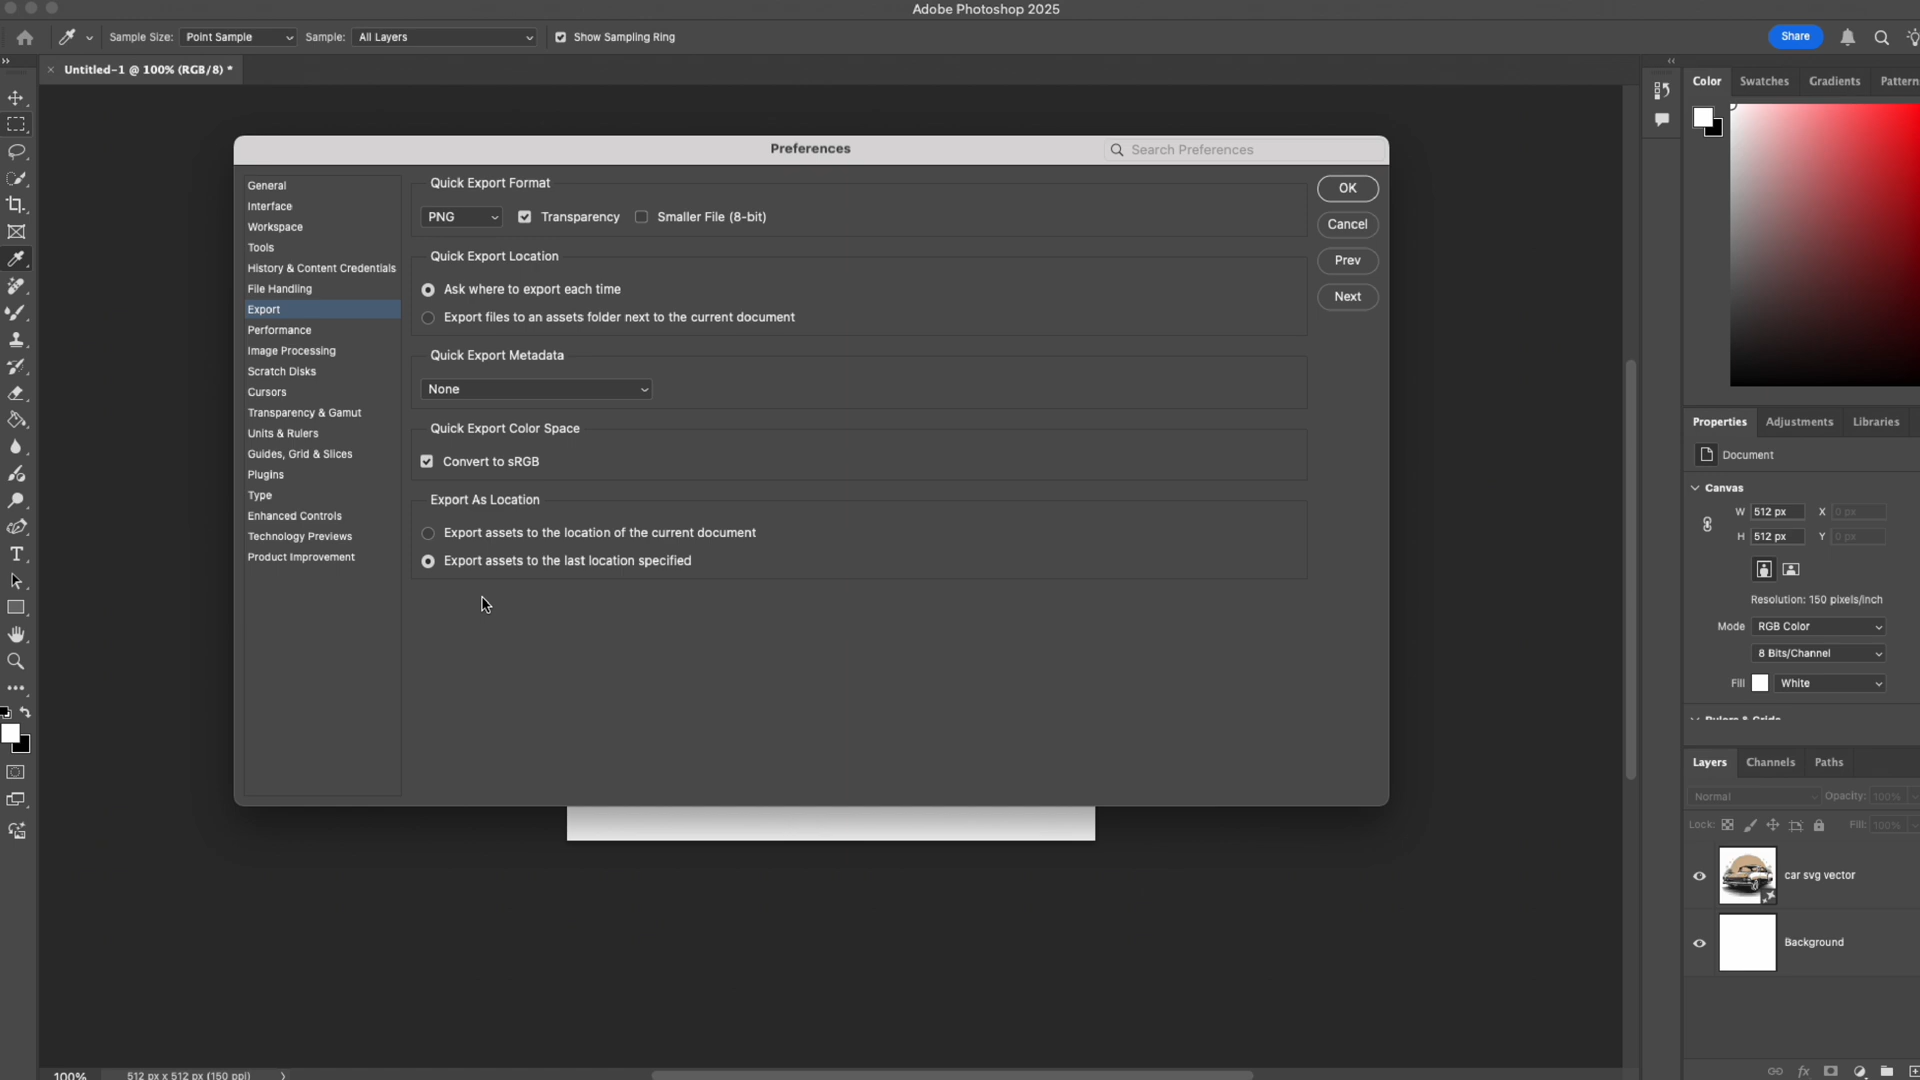 Adobe Photoshop 2025
Sample Size: Point Sample Sample: All Layers Show Sampling Ring Share
Untitled-1 @ 100% (RGB/8) *
Color Swatches Gradients Pattern
Preferences
Search Preferences
General
Interface
Workspace
Tools
History & Content Credentials
File Handling
Export
Performance
Image Processing
Scratch Disks
Cursors
Transparency & Gamut
Units & Rulers
Guides, Grid & Slices
Plugins
Type
Enhanced Controls
Technology Previews
Product Improvement
Quick Export Format
PNG Transparency Smaller File (8-bit)
Quick Export Location
Ask where to export each time
Export files to an assets folder next to the current document
Quick Export Metadata
None
Quick Export Color Space
Convert to sRGB
Export As Location
Export assets to the location of the current document
Export assets to the last location specified
OK
Cancel
Prev
Next
Properties Adjustments Libraries
Document
Canvas
W 512 px X 0 px
H 512 px Y 0 px
Resolution: 150 pixels/inch
Mode RGB Color
8 Bits/Channel
Fill White
Rulers & Grids
Layers Channels Paths
Normal Opacity: 100%
Lock: Fill: 100%
car svg vector
Background
100% 512 px x 512 px (150 ppi)